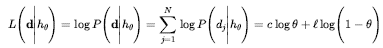 L(𝐝|h_θ) = log P(𝐝|h_θ) = ∑_{j=1}^{N} log P(d_j|h_θ) = c log θ + ℓ log(1 − θ)